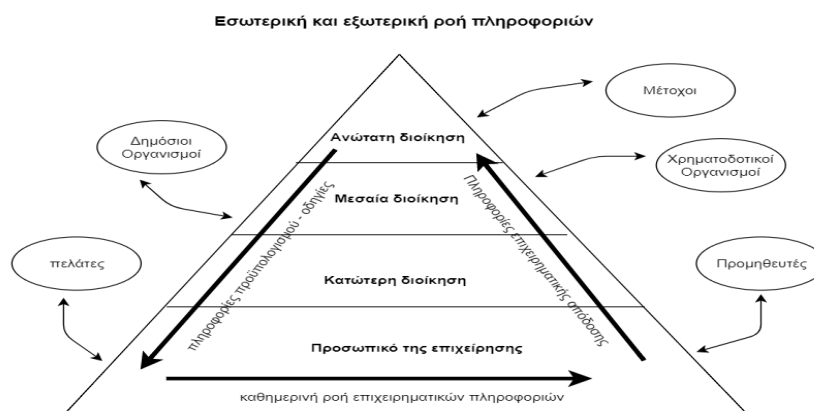 Εσωτερική και εξωτερική ροή πληροφοριών
Μέτοχοι
Ανώτατη διοίκηση
Δημόσιοι
Οργανισμοί
Χρηματοδοτικοί
Οργανισμοί
Μεσαία διοίκηση
πληροφορίες προϋπολογισμού - οδηγίες
Πληροφορίες επιχειρηματικής απόδοσης
πελάτες
Προμηθευτές
Κατώτερη διοίκηση
Προσωπικό της επιχείρησης
καθημερινή ροή επιχειρηματικών πληροφοριών